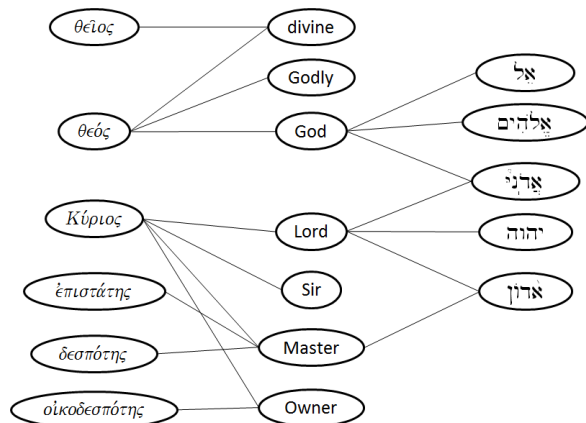 θεῖος
divine
Godly
θεός
God
אֵל
אֱלֹהִים
אֲדֹנָי
Κύριος
Lord
יהוה
Sir
אָדוֹן
ἐπιστάτης
Master
δεσπότης
Owner
οἰκοδεσπότης